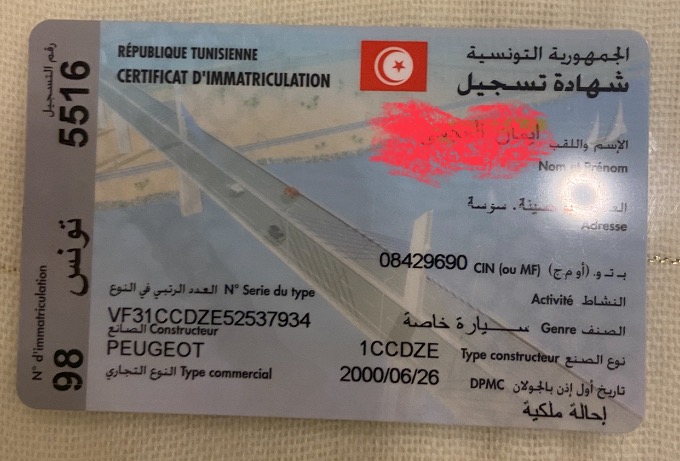 RÉPUBLIQUE TUNISIENNE
CERTIFICAT D'IMMATRICULATION
الجمهورية التونسية
شهادة تسجيل
رقم التسجيل
5516
تونس
98
N° d'immatriculation
الإسم واللقب
Nom et Prénom
سوسة
Adresse
08429690 CIN (ou MF) ب ت و. (أو م.ج)
النشاط Activité
العدد الرتبي في النوع N° Serie du type
VF31CCDZE52537934
سيارة خاصة Genre الصنف
الصانع Constructeur
PEUGEOT
1CCDZE Type constructeur نوع الصنع
النوع التجاري Type commercial
2000/06/26 DPMC تاريخ أول إذن بالجولان
إحالة ملكية